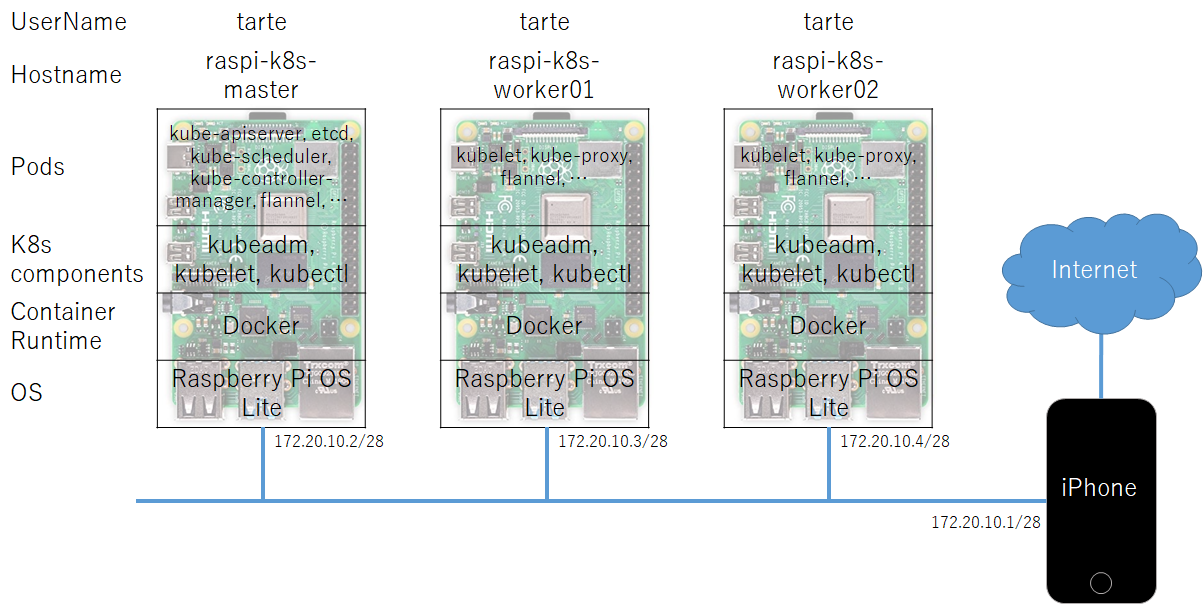 UserName
tarte
tarte
tarte
Hostname
raspi-k8s-
master
raspi-k8s-
worker01
raspi-k8s-
worker02
Pods
kube-apiserver, etcd,
kube-scheduler,
kube-controller-
manager, flannel, …
kubelet, kube-proxy,
flannel, …
kubelet, kube-proxy,
flannel, …
K8s
components
kubeadm,
kubelet, kubectl
kubeadm,
kubelet, kubectl
kubeadm,
kubelet, kubectl
Container
Runtime
Docker
Docker
Docker
OS
Raspberry Pi OS
Lite
Raspberry Pi OS
Lite
Raspberry Pi OS
Lite
172.20.10.2/28
172.20.10.3/28
172.20.10.4/28
Internet
iPhone
172.20.10.1/28